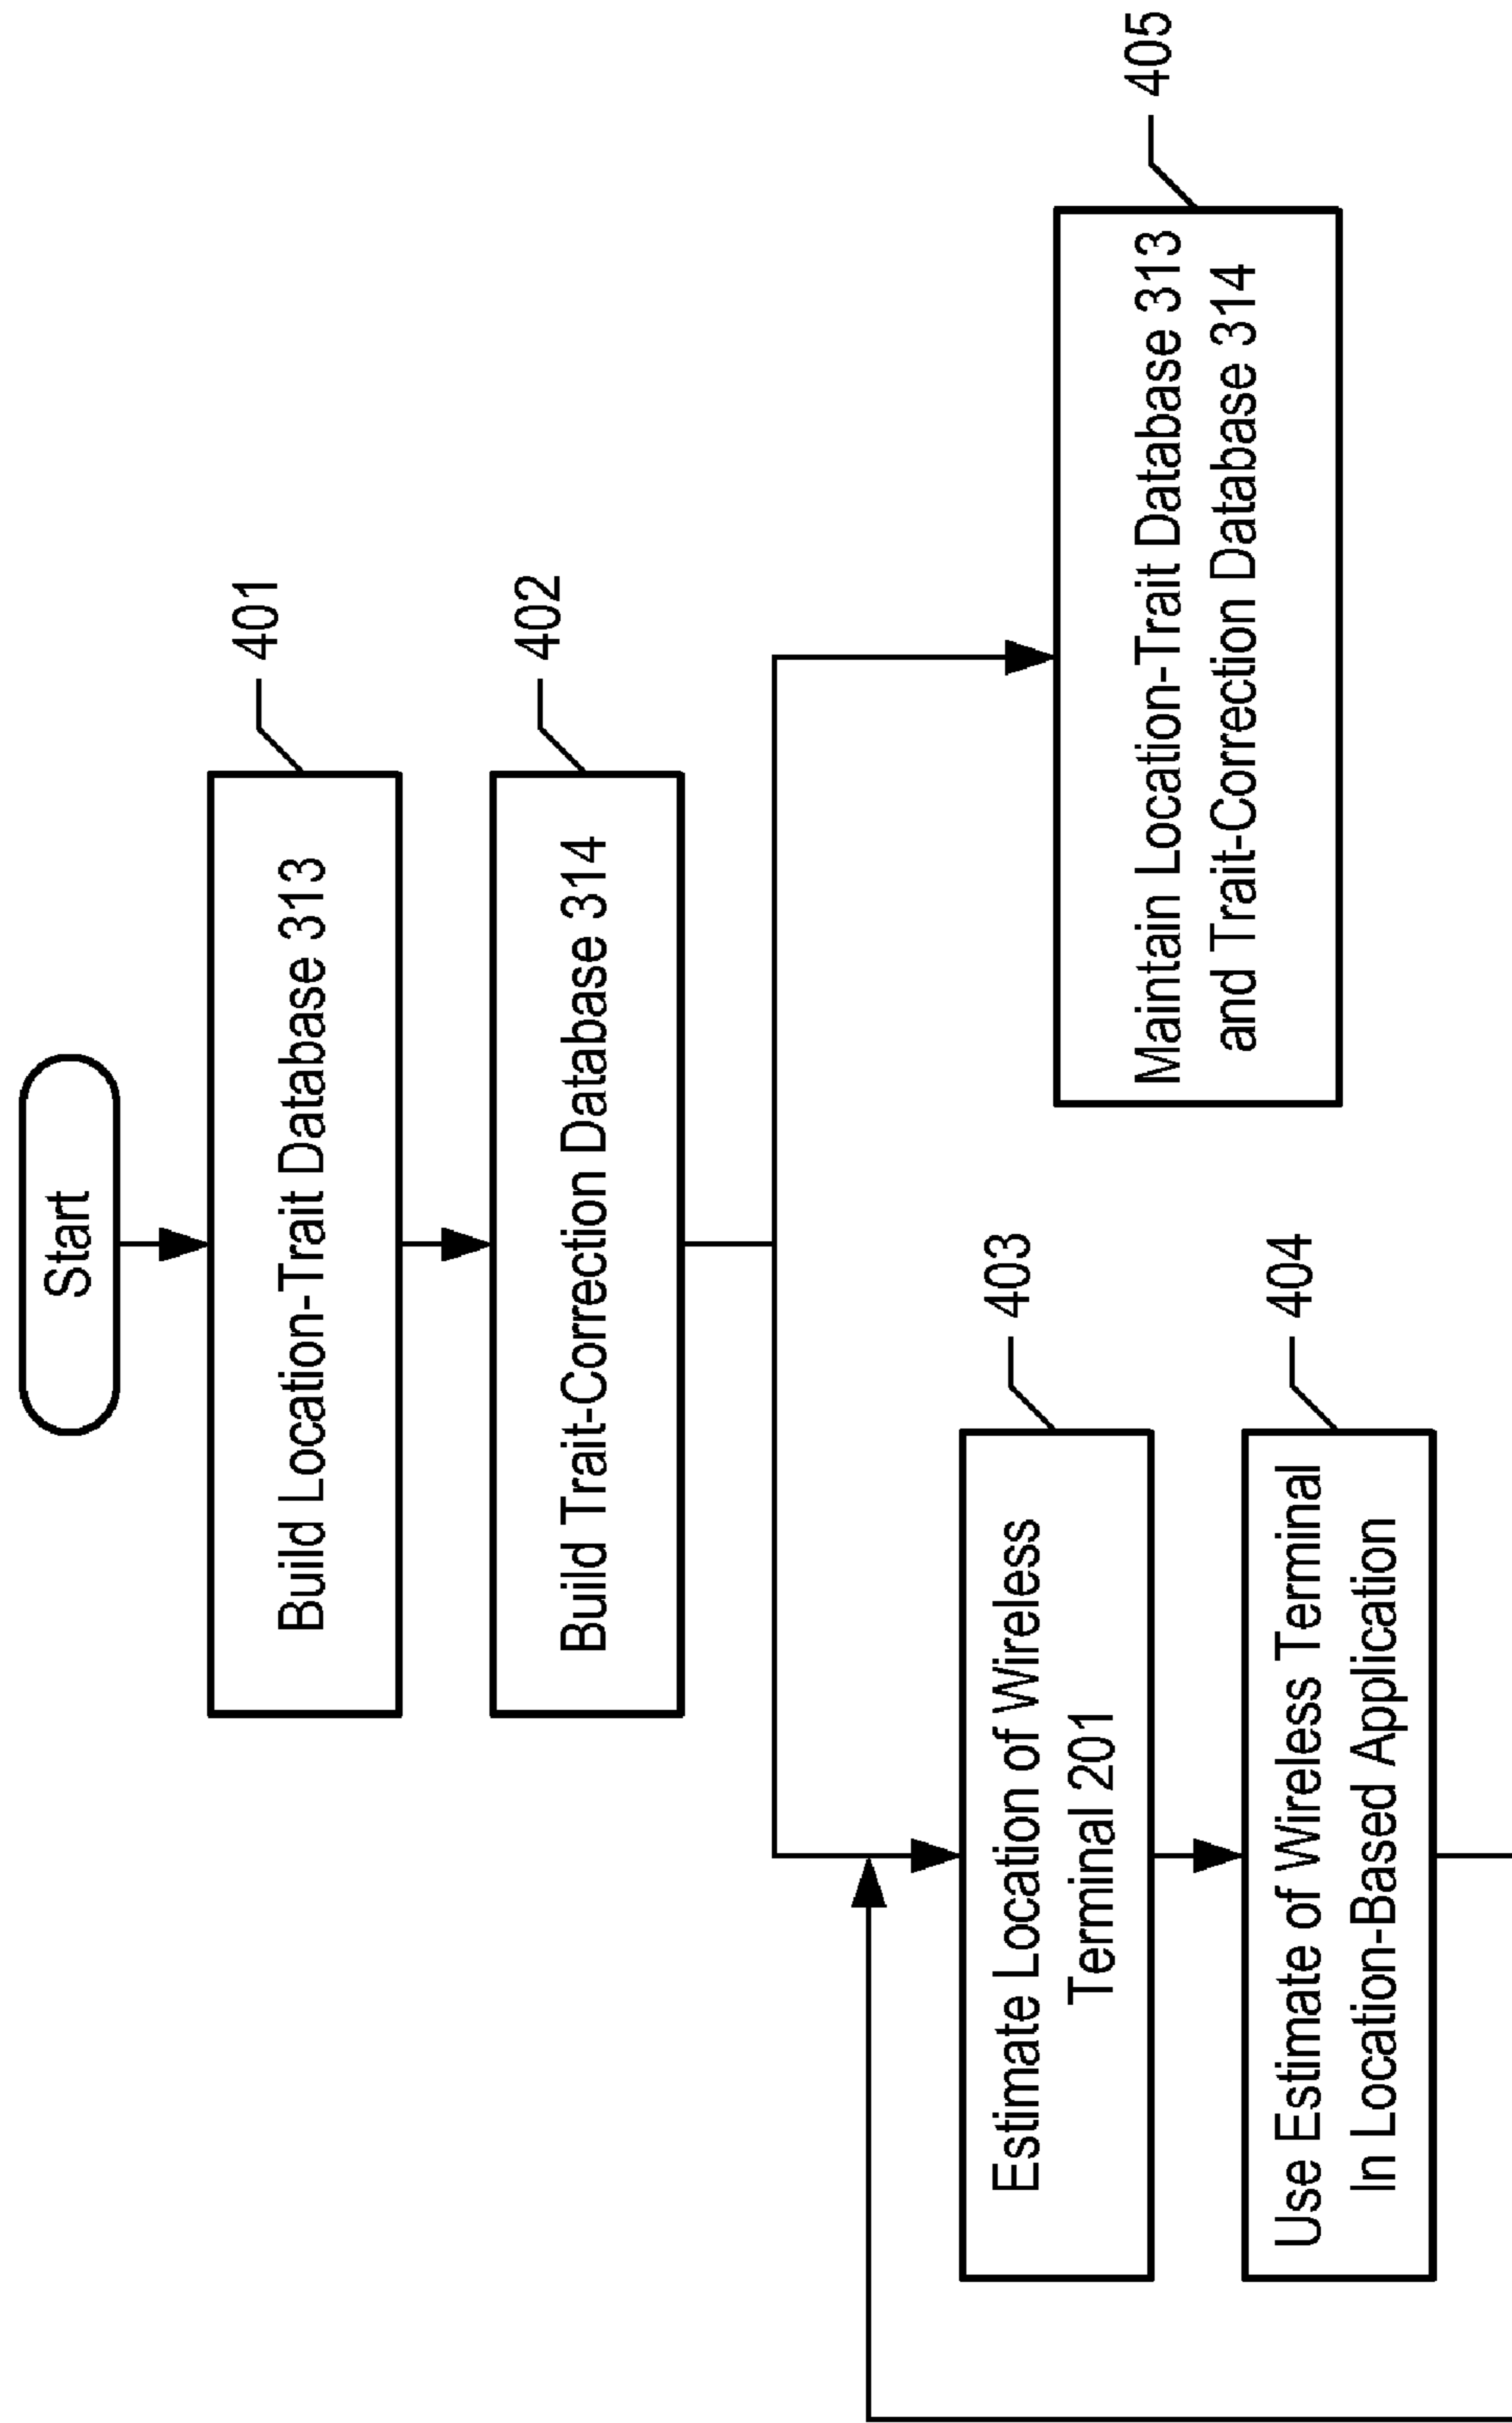 Start
401
Build Location-Trait Database 313
402
Build Trait-Correction Database 314
403
Estimate Location of Wireless
Terminal 201
404
Use Estimate of Wireless Terminal
In Location-Based Application
405
Maintain Location-Trait Database 313
and Trait-Correction Database 314